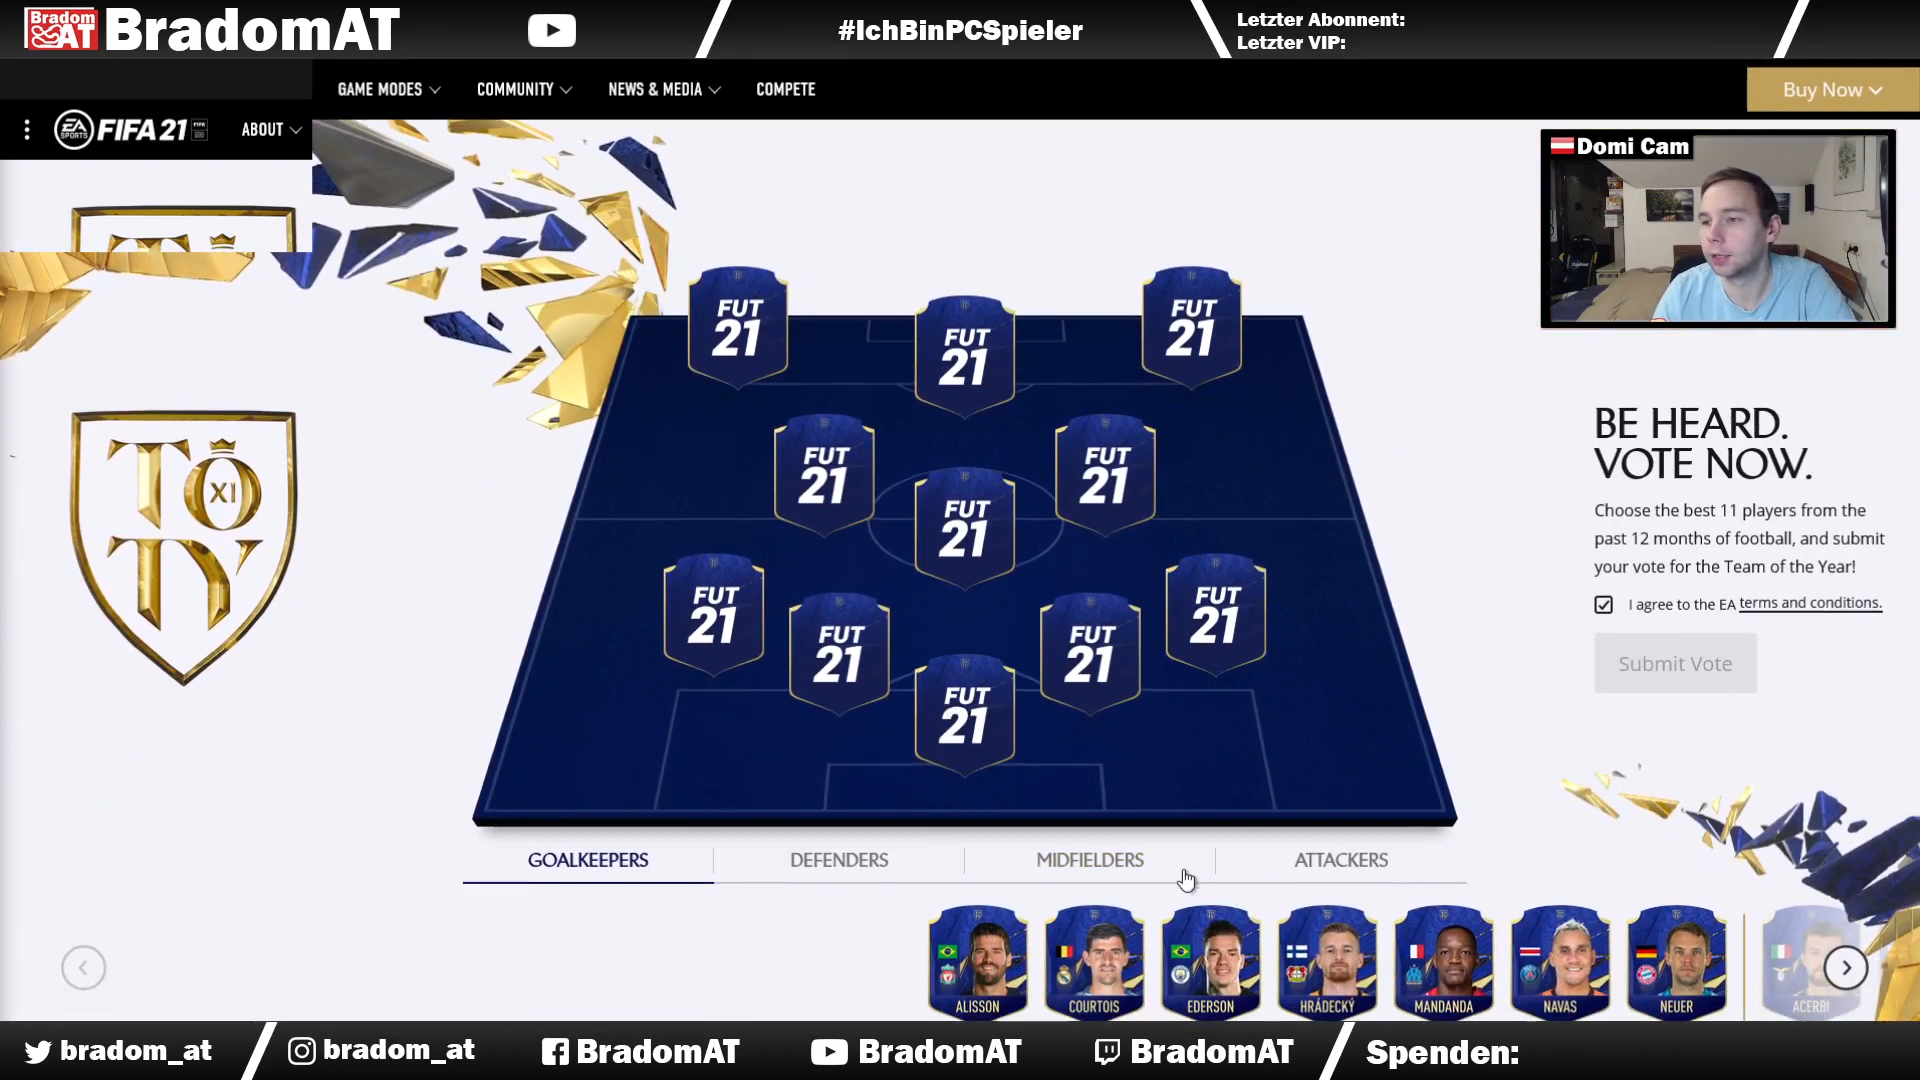 Bradom
AT
BradomAT
#IchBinPCSpieler
Letzter Abonnent:
Letzter VIP:
GAME MODES
COMMUNITY
NEWS & MEDIA
COMPETE
Buy Now
EA SPORTS
FIFA 21
ABOUT
Domi Cam
TOTY
XI
FUT 21
FUT 21
FUT 21
FUT 21
FUT 21
FUT 21
FUT 21
FUT 21
FUT 21
FUT 21
FUT 21
BE HEARD.
VOTE NOW.
Choose the best 11 players from the
past 12 months of football, and submit
your vote for the Team of the Year!
I agree to the EA terms and conditions.
Submit Vote
GOALKEEPERS
DEFENDERS
MIDFIELDERS
ATTACKERS
ALISSON
COURTOIS
EDERSON
HRÁDECKÝ
MANDANDA
NAVAS
NEUER
ACERBI
bradom_at
bradom_at
BradomAT
BradomAT
BradomAT
Spenden: